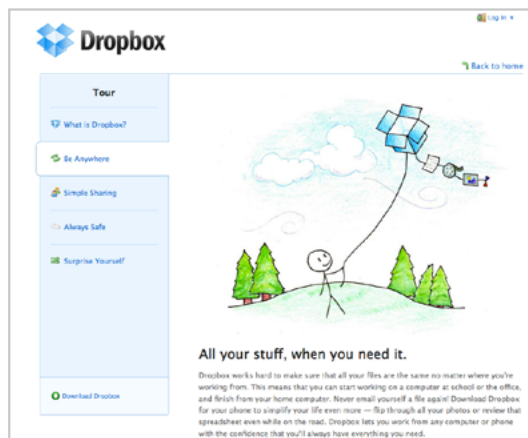 Log in
Dropbox
Back to home
Tour
What is Dropbox?
Be Anywhere
Simple Sharing
Always Safe
Surprise Yourself
Download Dropbox
All your stuff, when you need it.
Dropbox works hard to make sure that all your files are the same no matter where you're
working from. This means that you can start working on a computer at school or the office,
and finish from your home computer. Never email yourself a file again! Download Dropbox
for your phone to simplify your life even more — flip through all your photos or review that
spreadsheet even while on the road. Dropbox lets you work from any computer or phone
with the confidence that you'll always have everything you need.